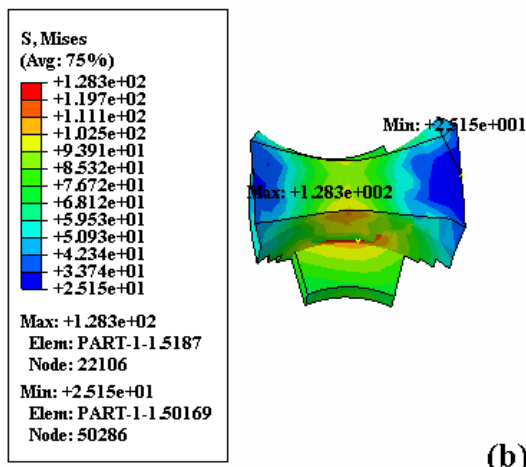 S, Mises
(Avg: 75%)
+1.283e+02
+1.197e+02
+1.111e+02
+1.025e+02
+9.391e+01
+8.532e+01
+7.672e+01
+6.812e+01
+5.953e+01
+5.093e+01
+4.234e+01
+3.374e+01
+2.515e+01
Max: +1.283e+02
Elem: PART-1-1.5187
Node: 22106
Min: +2.515e+01
Elem: PART-1-1.50169
Node: 50286
Min: +2.515e+001
Max: +1.283e+002
(b)